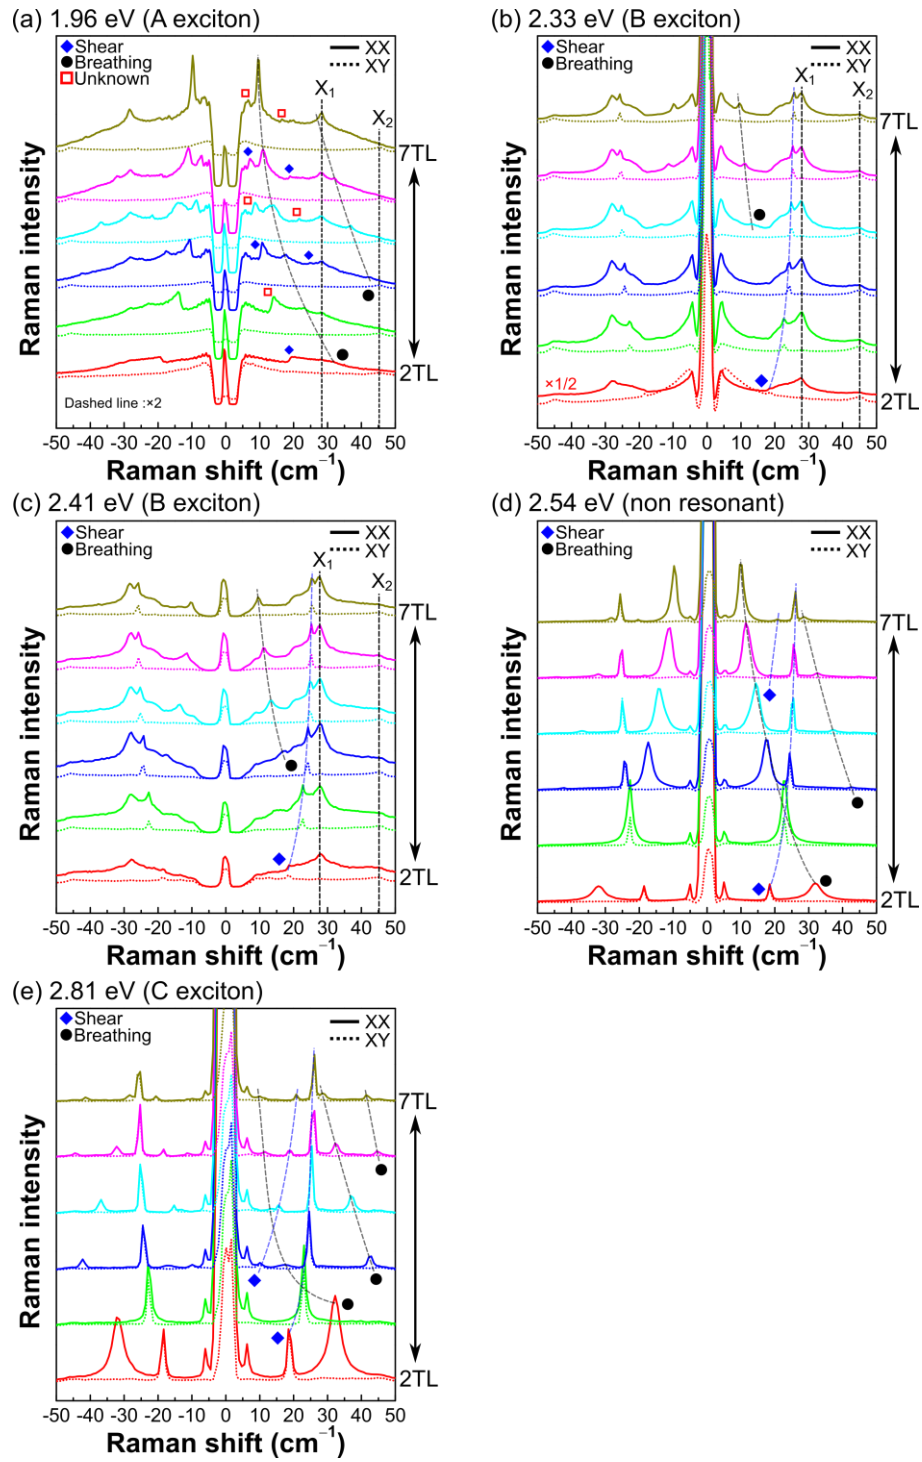 (a) 1.96 eV (A exciton)
Shear
Breathing
Unknown
XX
XY
X₁
X₂
7TL
2TL
Dashed line :×2
Raman intensity
-50 -40 -30 -20 -10 0 10 20 30 40 50
Raman shift (cm⁻¹)
(b) 2.33 eV (B exciton)
Shear
Breathing
XX
XY
X₁
X₂
7TL
×1/2
2TL
Raman intensity
-50 -40 -30 -20 -10 0 10 20 30 40 50
Raman shift (cm⁻¹)
(c) 2.41 eV (B exciton)
Shear
Breathing
XX
XY
X₁
X₂
7TL
2TL
Raman intensity
-50 -40 -30 -20 -10 0 10 20 30 40 50
Raman shift (cm⁻¹)
(d) 2.54 eV (non resonant)
Shear
Breathing
XX
XY
7TL
2TL
Raman intensity
-50 -40 -30 -20 -10 0 10 20 30 40 50
Raman shift (cm⁻¹)
(e) 2.81 eV (C exciton)
Shear
Breathing
XX
XY
7TL
2TL
Raman intensity
-50 -40 -30 -20 -10 0 10 20 30 40 50
Raman shift (cm⁻¹)